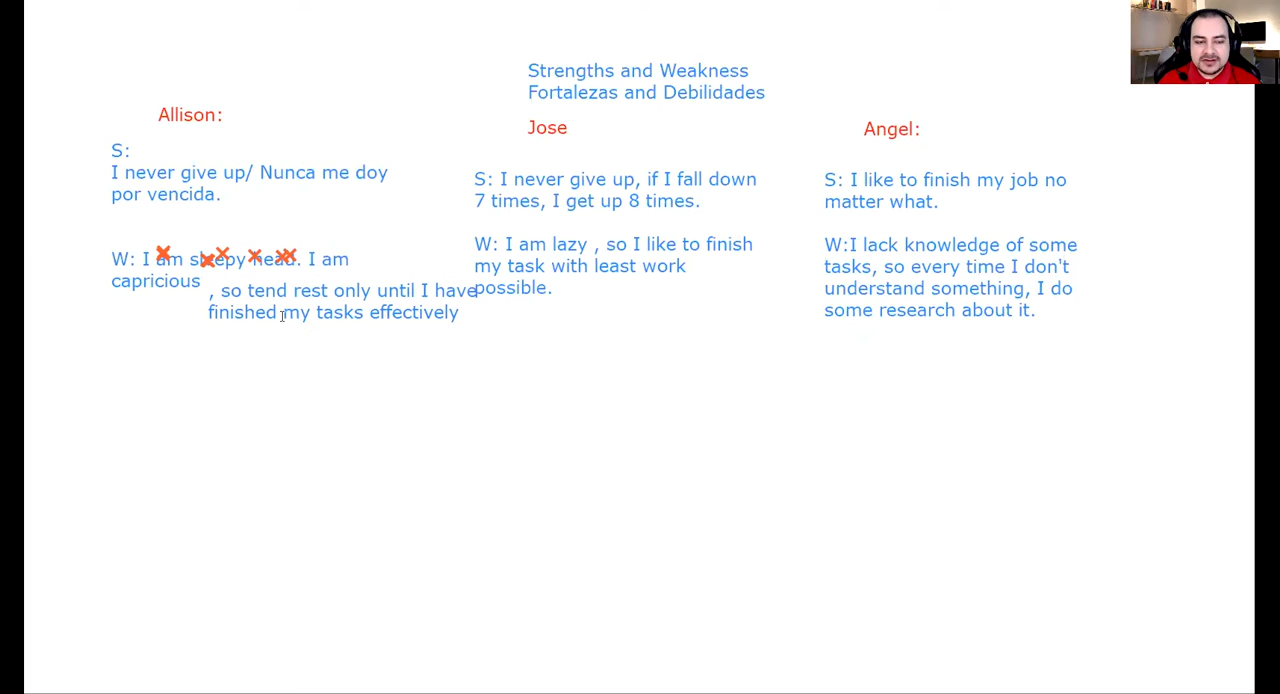 Strengths and Weakness
Fortalezas and Debilidades
Allison:
S:
I never give up/ Nunca me doy
por vencida.
W: I am sleepy head. I am
capricious
, so tend rest only until I have
finished my tasks effectively
Jose
S: I never give up, if I fall down
7 times, I get up 8 times.
W: I am lazy , so I like to finish
my task with least work
possible.
Angel:
S: I like to finish my job no
matter what.
W:I lack knowledge of some
tasks, so every time I don't
understand something, I do
some research about it.